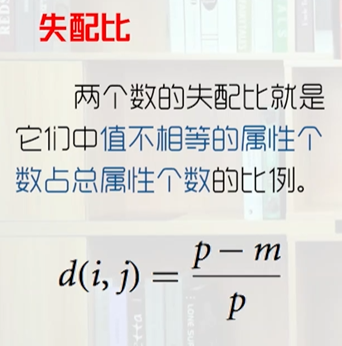 失配比
两个数的失配比就是
它们中值不相等的属性个
数占总属性个数的比例。
d(i, j) = \frac{p - m}{p}